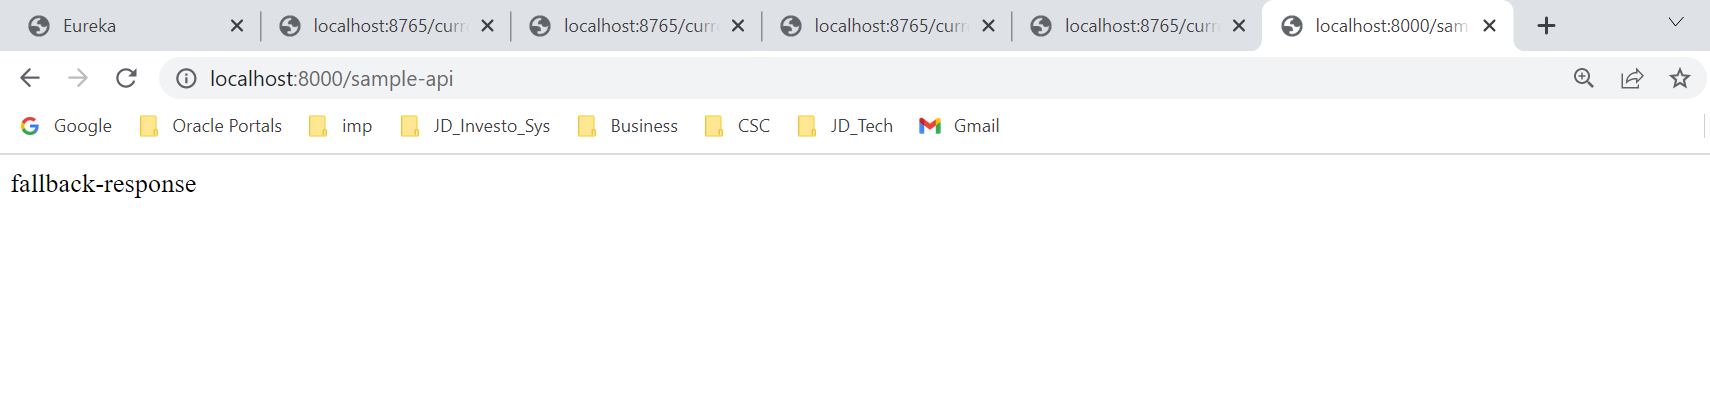 Eureka localhost:8765/curr localhost:8765/curr localhost:8765/curr localhost:8765/curr localhost:8000/sam
localhost:8000/sample-api
Google Oracle Portals imp JD_Investo_Sys Business CSC JD_Tech Gmail
fallback-response